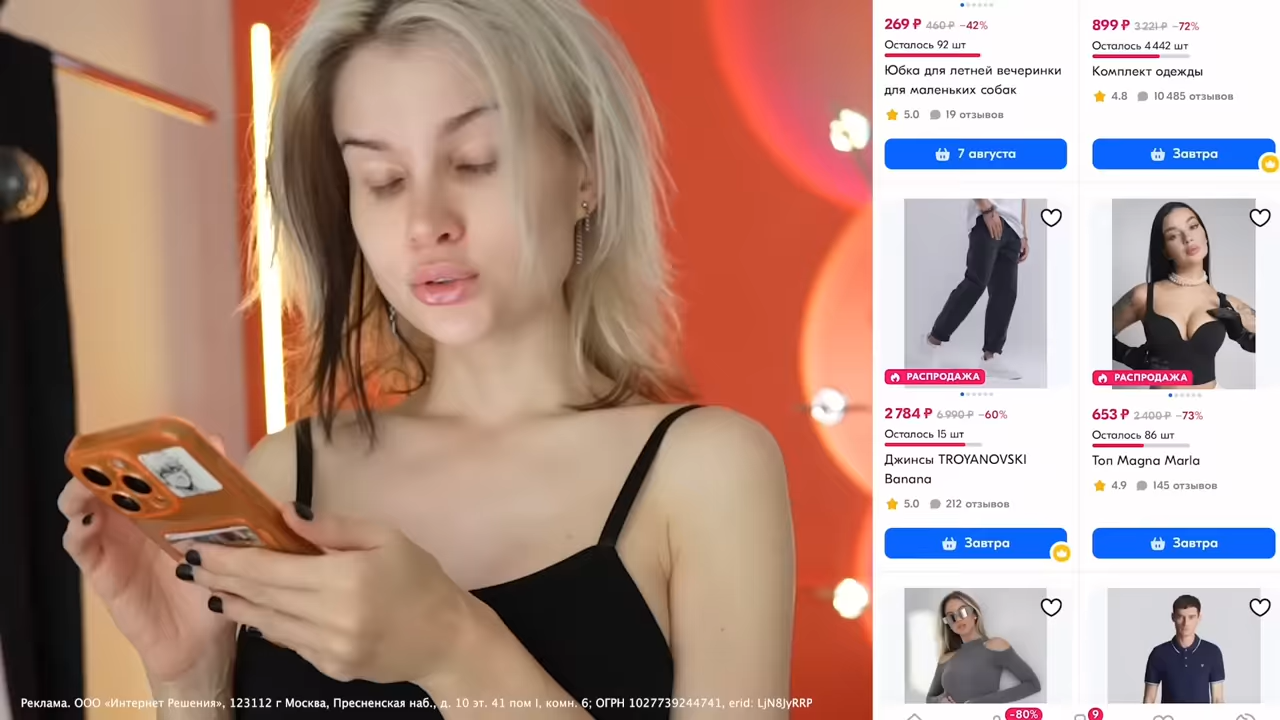 269 ₽ 460 ₽ −42%
Осталось 92 шт
Юбка для летней вечеринки
для маленьких собак
5.0 19 отзывов
7 августа
899 ₽ 3 221 ₽ −72%
Осталось 4 442 шт
Комплект одежды
4.8 10 485 отзывов
Завтра
РАСПРОДАЖА
2 784 ₽ 6 990 ₽ −60%
Осталось 15 шт
Джинсы TROYANOVSKI
Banana
5.0 212 отзывов
Завтра
РАСПРОДАЖА
653 ₽ 2 400 ₽ −73%
Осталось 86 шт
Топ Magna Marla
4.9 145 отзывов
Завтра
-80%
9
Реклама. ООО «Интернет Решения», 123112 г Москва, Пресненская наб., д. 10 эт. 41 пом I, комн. 6; ОГРН 1027739244741, erid: LjN8JyRRP